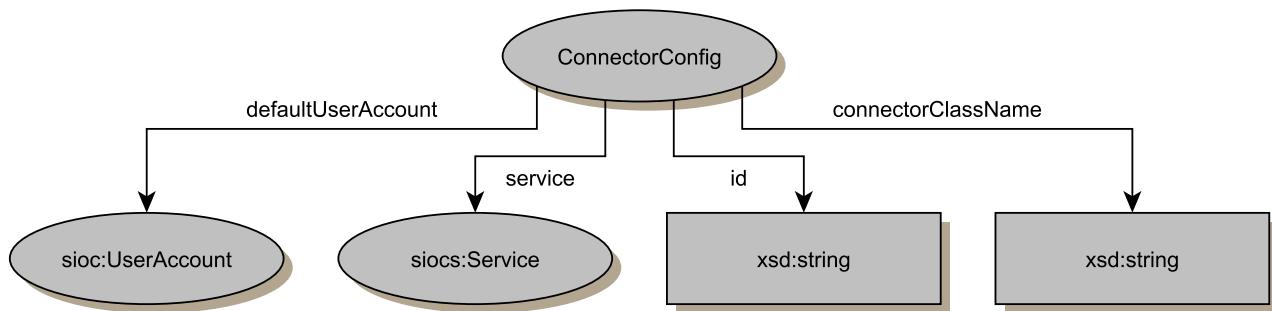 ConnectorConfig
defaultUserAccount
connectorClassName
service
id
sioc:UserAccount
siocs:Service
xsd:string
xsd:string